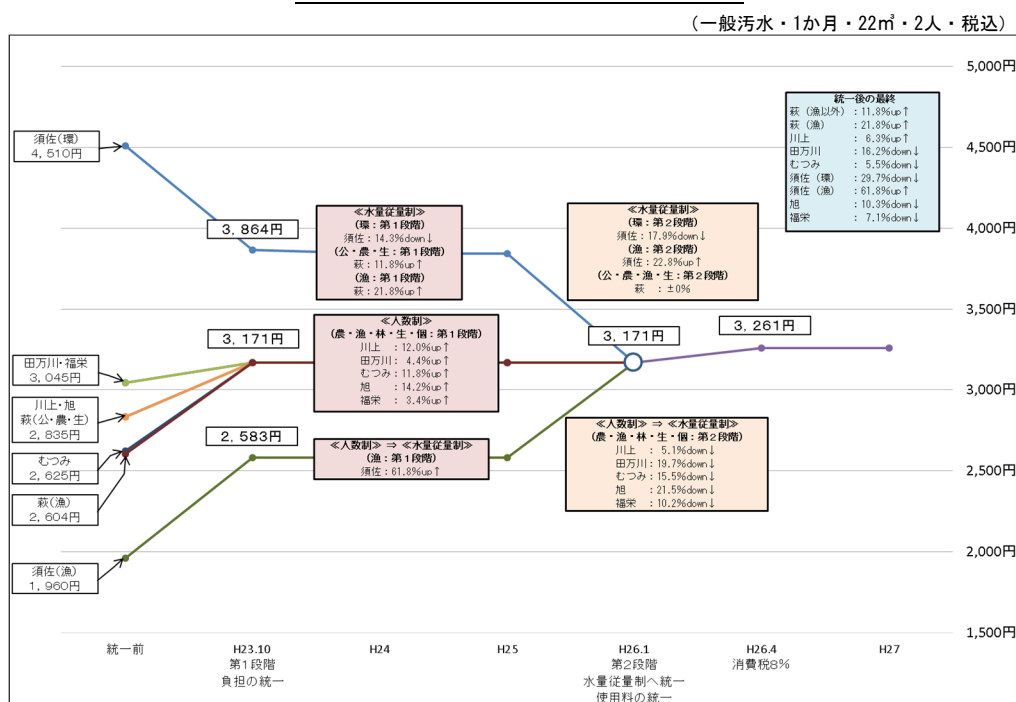 （一般汚水・1か月・22㎥・2人・税込）
5,000円
4,500円
4,000円
3,500円
3,000円
2,500円
2,000円
1,500円
統一後の最終
萩（漁以外）：11.8%up↑
萩（漁）：21.8%up↑
川上：6.3%up↑
田万川：16.2%down↓
むつみ：5.5%down↓
須佐（環）：29.7%down↓
須佐（漁）：61.8%up↑
旭：10.3%down↓
福栄：7.1%down↓
須佐(環)
4,510円
3,864円
≪水量従量制≫
(環：第1段階)
須佐：14.3%down↓
(公・農・生：第1段階)
萩：11.8%up↑
(漁：第1段階)
萩：21.8%up↑
≪水量従量制≫
(環：第2段階)
須佐：17.9%down↓
(漁：第2段階)
須佐：22.8%up↑
(公・農・漁・生：第2段階)
萩：±0%
3,171円
≪人数制≫
(農・漁・林・生・個：第1段階)
川上：12.0%up↑
田万川：4.4%up↑
むつみ：11.8%up↑
旭：14.2%up↑
福栄：3.4%up↑
3,171円
3,261円
田万川・福栄
3,045円
川上・旭
萩(公・農・生)
2,835円
むつみ
2,625円
萩(漁)
2,604円
須佐(漁)
1,960円
2,583円
≪人数制≫ ⇒ ≪水量従量制≫
(漁：第1段階)
須佐：61.8%up↑
≪人数制≫ ⇒ ≪水量従量制≫
(農・漁・林・生・個：第2段階)
川上：5.1%down↓
田万川：19.7%down↓
むつみ：15.5%down↓
旭：21.5%down↓
福栄：10.2%down↓
統一前
H23.10
第1段階
負担の統一
H24
H25
H26.1
第2段階
水量従量制へ統一
使用料の統一
H26.4
消費税8%
H27